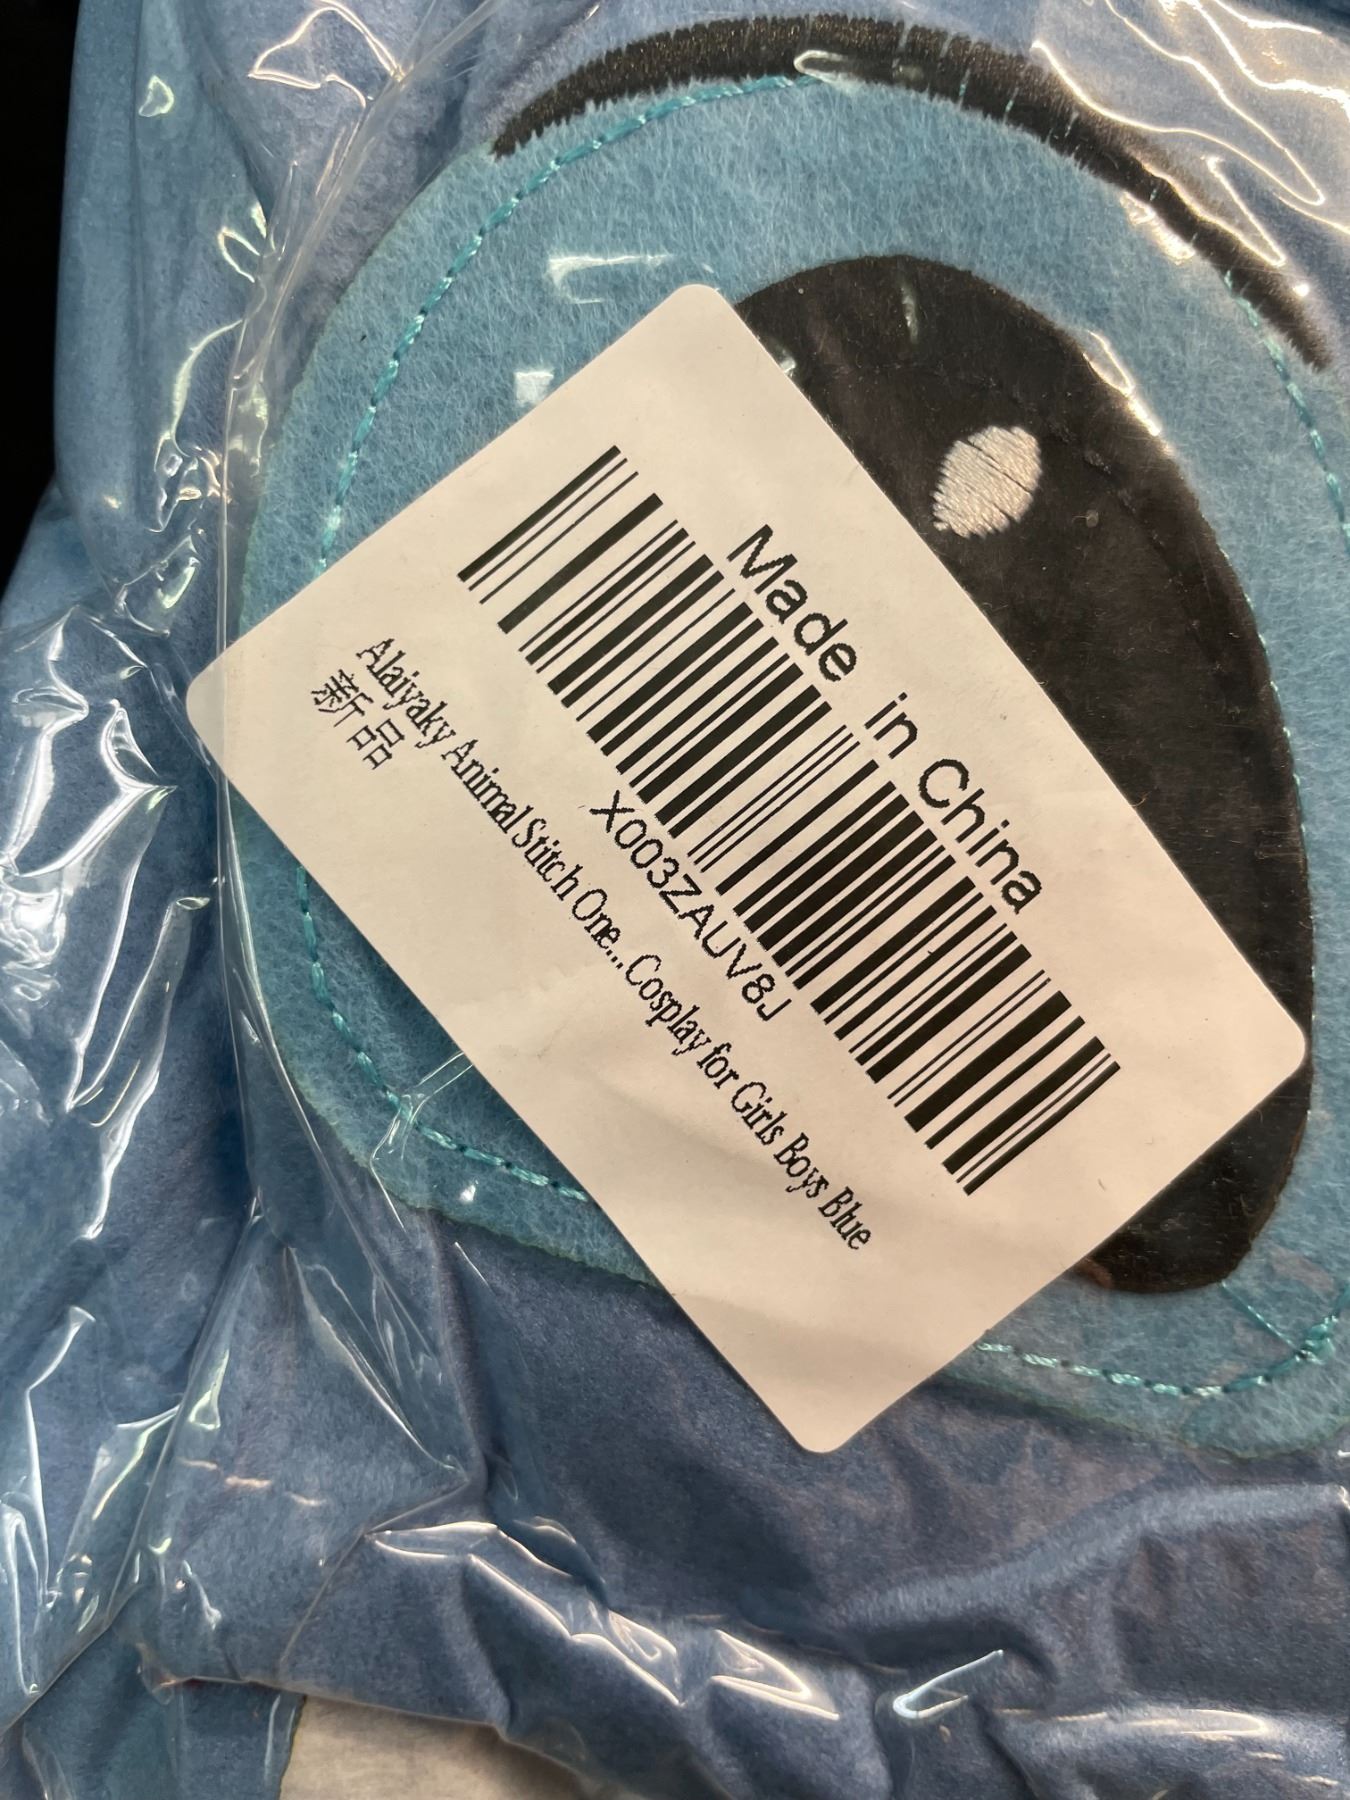 Made in China
X003ZAUV8J
Alaiyaky Animal Stitch One...Cosplay for Girls Boys Blue
新品